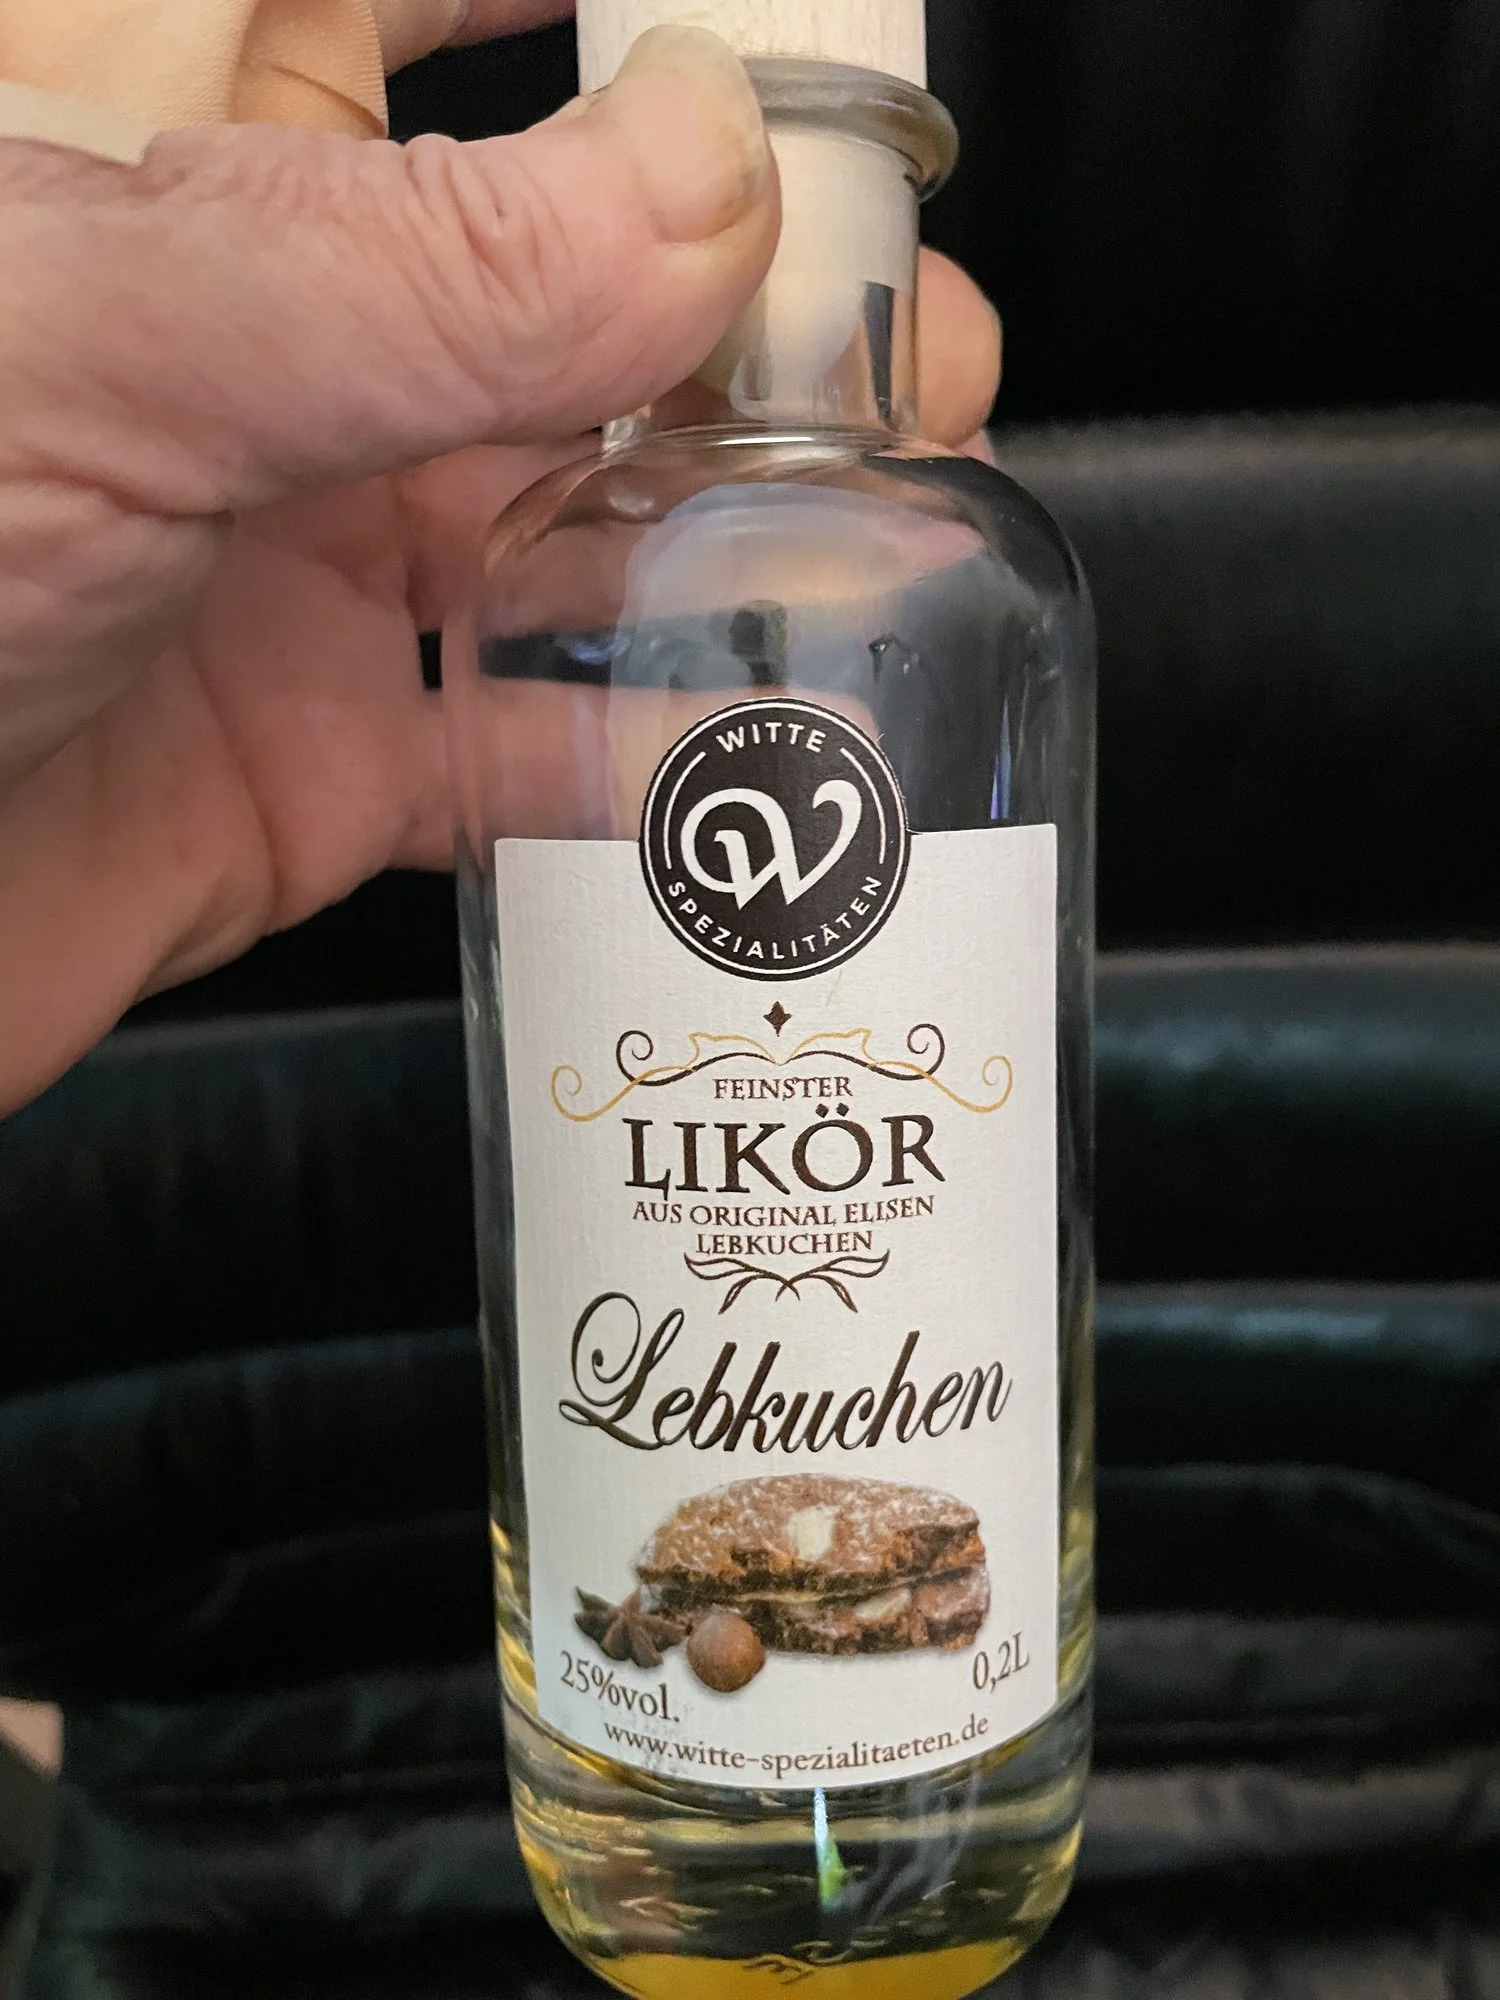 WITTE
W
SPEZIALITÄTEN
FEINSTER
LIKÖR
AUS ORIGINAL ELISEN
LEBKUCHEN
Lebkuchen
25%vol.
0,2L
www.witte-spezialitaeten.de